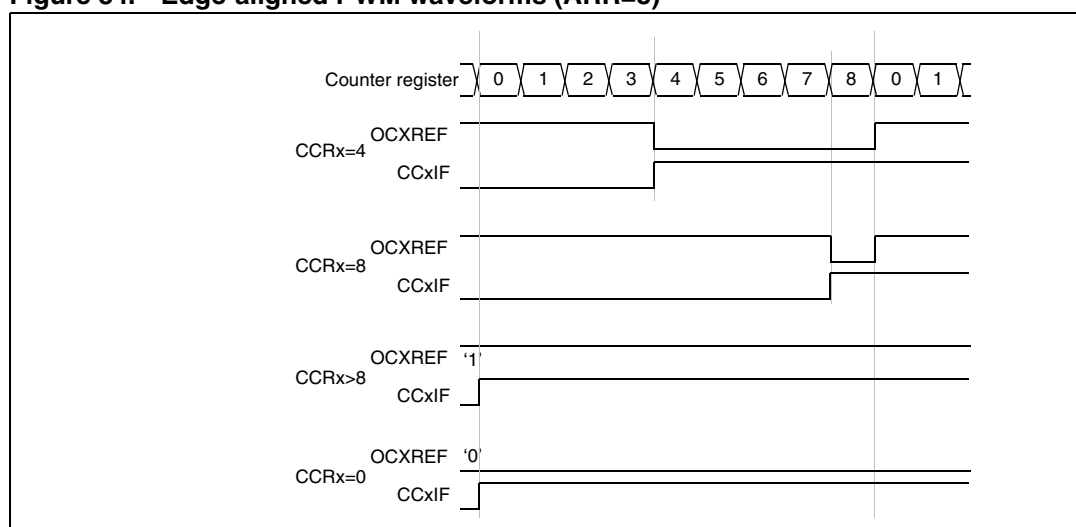 Figure 54. Edge-aligned PWM waveforms (ARR=8)
Counter register 0 1 2 3 4 5 6 7 8 0 1
OCXREF
CCRx=4
CCxIF
OCXREF
CCRx=8
CCxIF
OCXREF ‘1’
CCRx>8
CCxIF
OCXREF ‘0’
CCRx=0
CCxIF